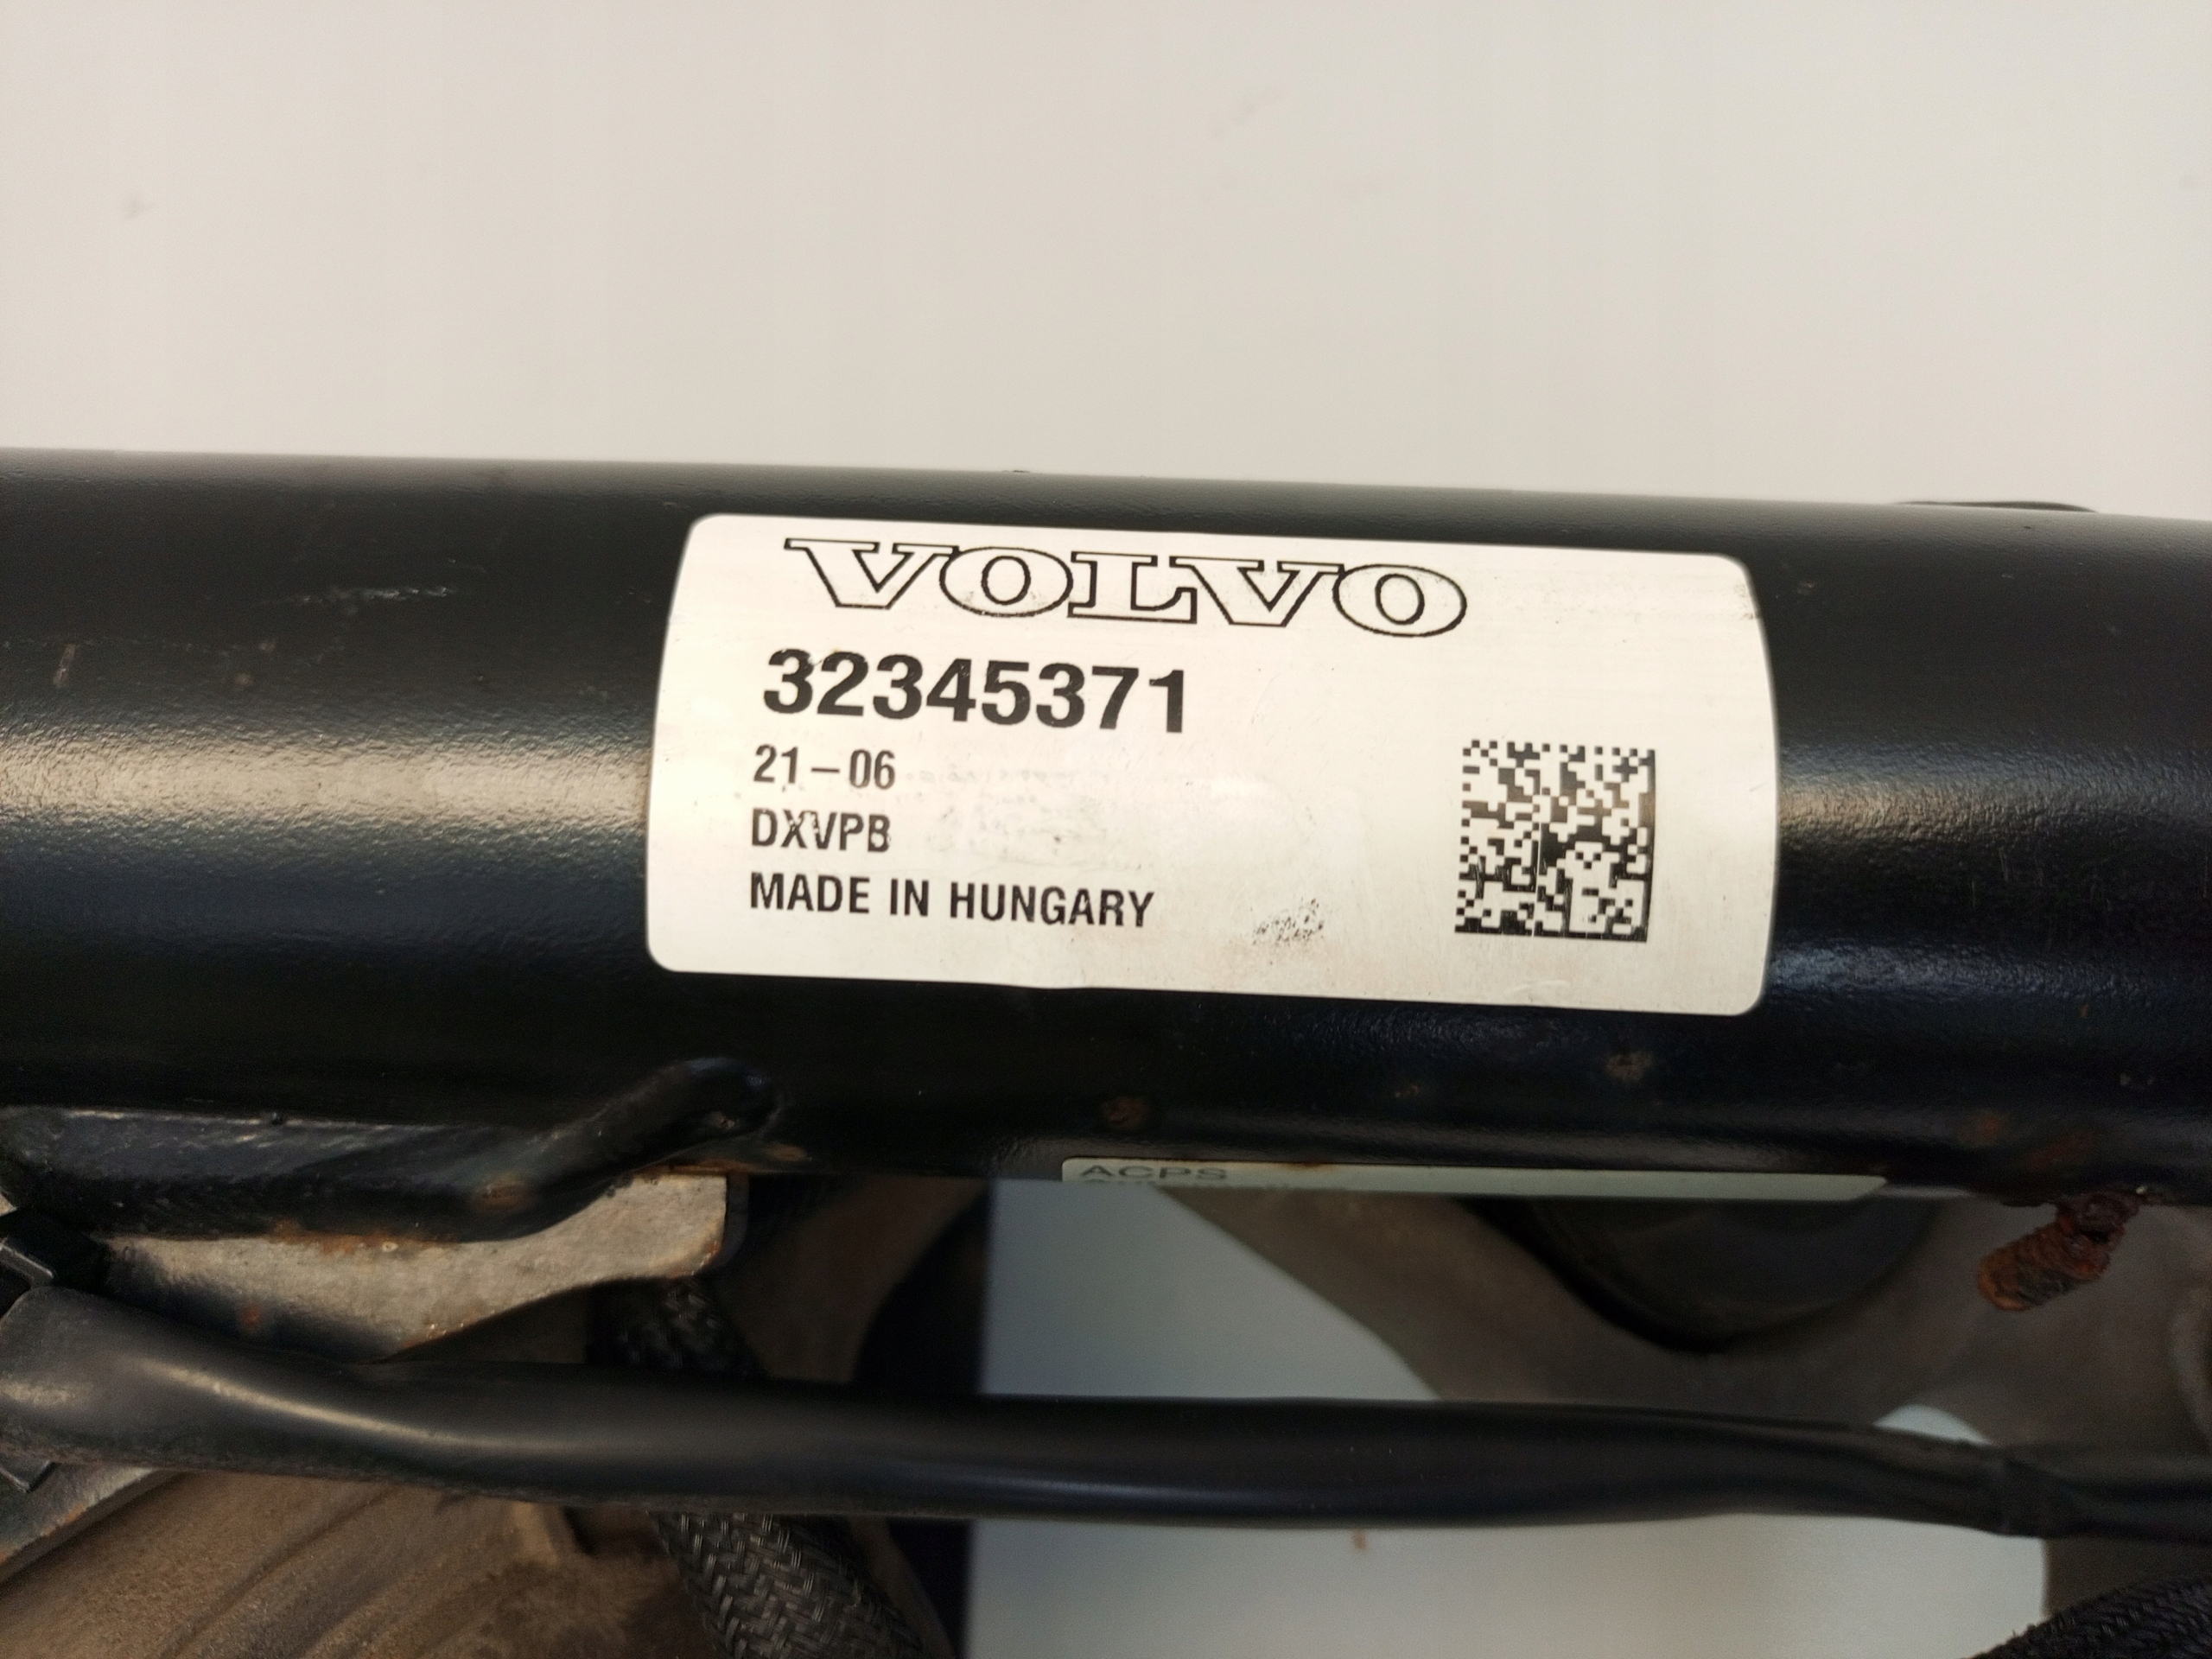 VOLVO
32345371
21-06
DXVPB
MADE IN HUNGARY
ACPS